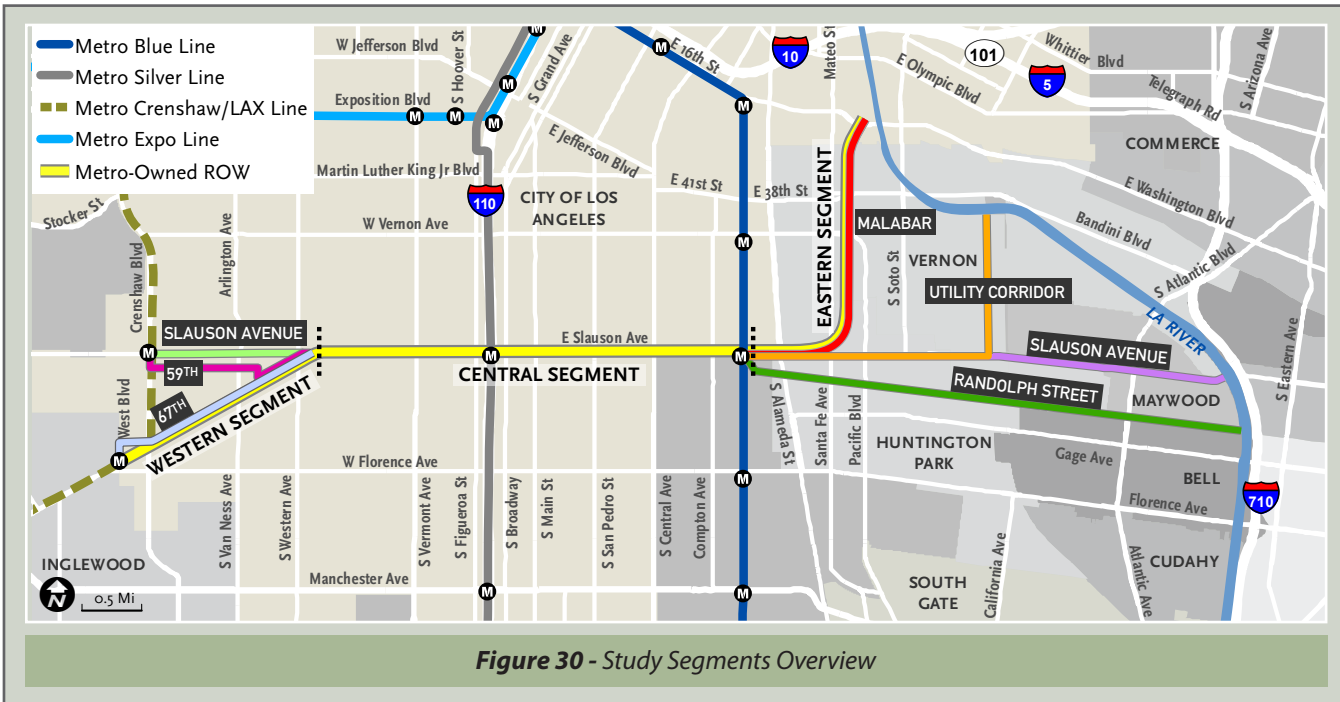 Metro Blue Line
Metro Silver Line
Metro Crenshaw/LAX Line
Metro Expo Line
Metro-Owned ROW
W Jefferson Blvd
S Hoover St
S Grand Ave
M
E 16th St
M
10
Mateo St
101
Whittier Blvd
5
E Olympic Blvd
Telegraph Rd
S Arizona Ave
M
Exposition Blvd
M
M
M
M
E Jefferson Blvd
COMMERCE
Martin Luther King Jr Blvd
110
CITY OF LOS
ANGELES
E 41st St
E 38th St
E Washington Blvd
Stocker St
Crenshaw Blvd
Arlington Ave
W Vernon Ave
M
EASTERN SEGMENT
MALABAR
S Soto St
VERNON
Bandini Blvd
UTILITY CORRIDOR
S Atlantic Blvd
LA RIVER
SLAUSON AVENUE
M
59TH
67TH
E Slauson Ave
M
CENTRAL SEGMENT
M
SLAUSON AVENUE
RANDOLPH STREET
MAYWOOD
S Eastern Ave
West Blvd
M
WESTERN SEGMENT
S Alameda St
Santa Fe Ave
Pacific Blvd
HUNTINGTON
PARK
Gage Ave
BELL
W Florence Ave
M
Florence Ave
710
S Van Ness Ave
S Western Ave
S Vermont Ave
S Figueroa St
S Broadway
S Main St
S San Pedro St
S Central Ave
Compton Ave
INGLEWOOD
Manchester Ave
M
M
SOUTH
GATE
California Ave
Atlantic Ave
CUDAHY
N
0.5 Mi
Figure 30 - Study Segments Overview